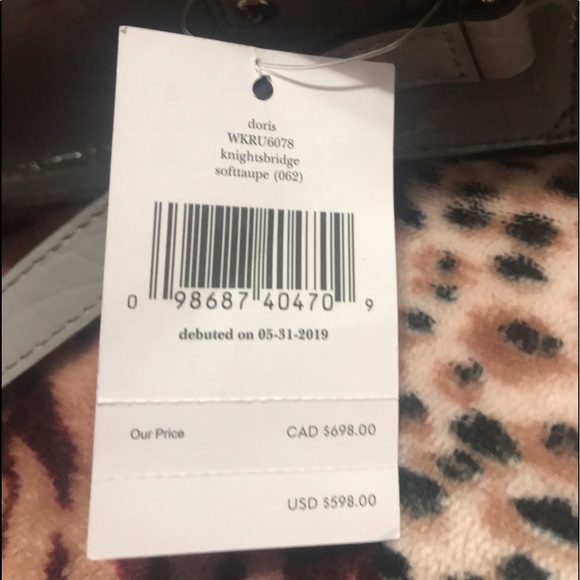 doris
WKRU6078
knightsbridge
softtaupe (062)
0 98687 40470 9
debuted on 05-31-2019
Our Price CAD $698.00
USD $598.00